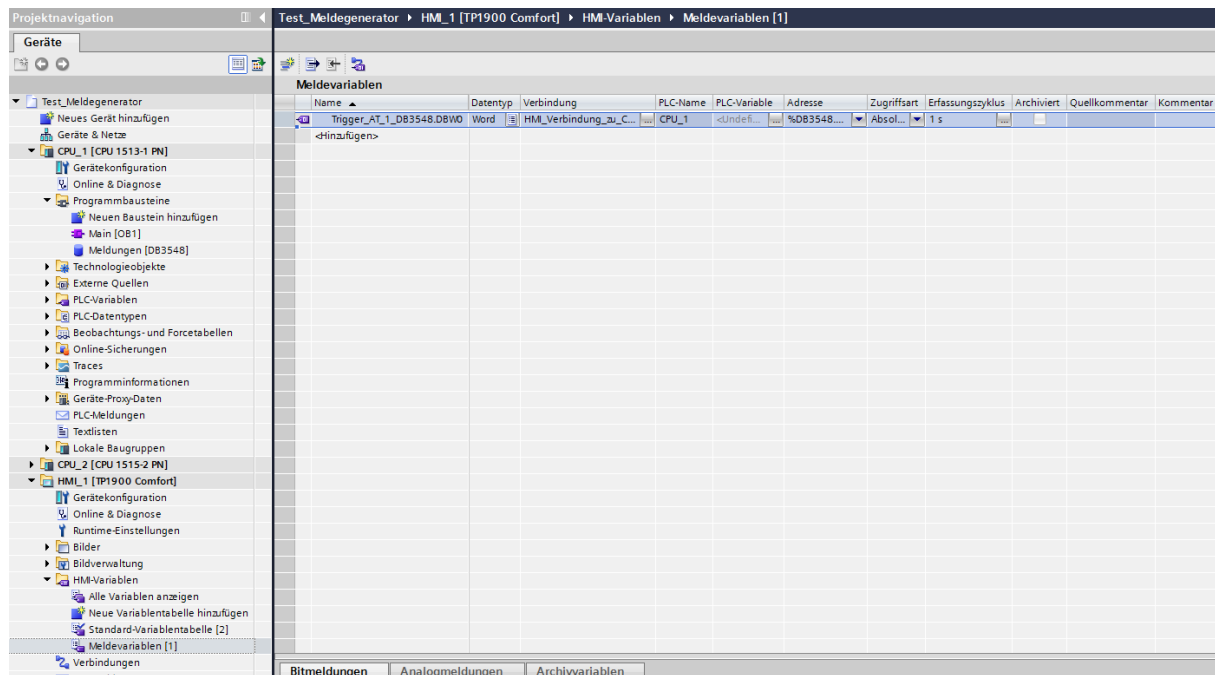 Projektnavigation
Test_Meldegenerator ▸ HMI_1 [TP1900 Comfort] ▸ HMI-Variablen ▸ Meldevariablen [1]
Geräte
Meldevariablen
Name Datentyp Verbindung PLC-Name PLC-Variable Adresse Zugriffsart Erfassungszyklus Archiviert Quellkommentar Kommentar
Trigger_AT_1_DB3548.DBW0 Word HMI_Verbindung_zu_C... CPU_1 <Undefi... %DB3548.... Absol... 1 s
<Hinzufügen>
Test_Meldegenerator
Neues Gerät hinzufügen
Geräte & Netze
CPU_1 [CPU 1513-1 PN]
Gerätekonfiguration
Online & Diagnose
Programmbausteine
Neuen Baustein hinzufügen
Main [OB1]
Meldungen [DB3548]
Technologieobjekte
Externe Quellen
PLC-Variablen
PLC-Datentypen
Beobachtungs- und Forcetabellen
Online-Sicherungen
Traces
Programminformationen
Geräte-Proxy-Daten
PLC-Meldungen
Textlisten
Lokale Baugruppen
CPU_2 [CPU 1515-2 PN]
HMI_1 [TP1900 Comfort]
Gerätekonfiguration
Online & Diagnose
Runtime-Einstellungen
Bilder
Bildverwaltung
HMI-Variablen
Alle Variablen anzeigen
Neue Variablentabelle hinzufügen
Standard-Variablentabelle [2]
Meldevariablen [1]
Verbindungen
Bitmeldungen Analogmeldungen Archivvariablen